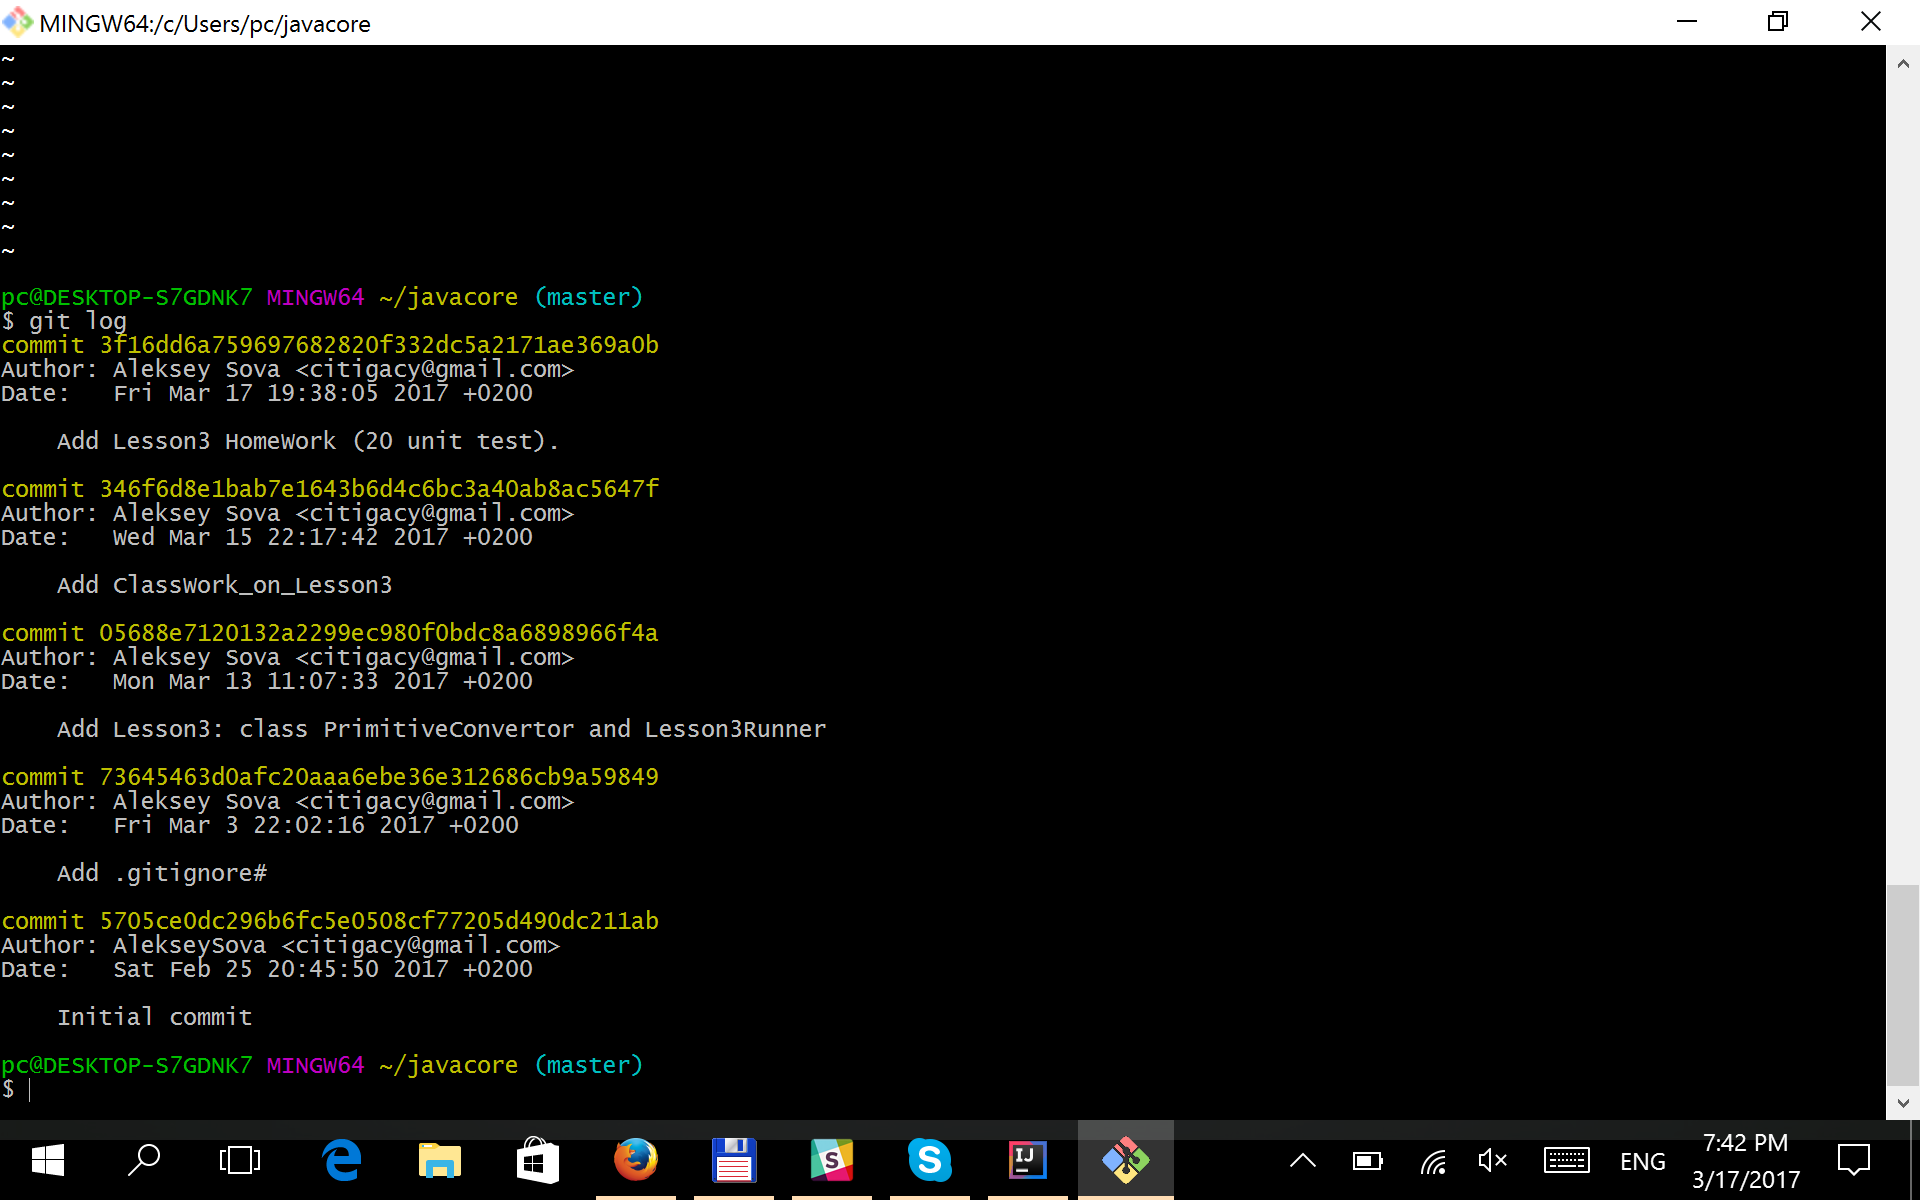 MINGW64:/c/Users/pc/javacore
~
~
~
~
~
~
~
~
~
pc@DESKTOP-S7GDNK7 MINGW64 ~/javacore (master)
$ git log
commit 3f16dd6a759697682820f332dc5a2171ae369a0b
Author: Aleksey Sova <citigacy@gmail.com>
Date:   Fri Mar 17 19:38:05 2017 +0200
    Add Lesson3 HomeWork (20 unit test).
commit 346f6d8e1bab7e1643b6d4c6bc3a40ab8ac5647f
Author: Aleksey Sova <citigacy@gmail.com>
Date:   Wed Mar 15 22:17:42 2017 +0200
    Add ClassWork_on_Lesson3
commit 05688e7120132a2299ec980f0bdc8a6898966f4a
Author: Aleksey Sova <citigacy@gmail.com>
Date:   Mon Mar 13 11:07:33 2017 +0200
    Add Lesson3: class PrimitiveConvertor and Lesson3Runner
commit 73645463d0afc20aaa6ebe36e312686cb9a59849
Author: Aleksey Sova <citigacy@gmail.com>
Date:   Fri Mar 3 22:02:16 2017 +0200
    Add .gitignore#
commit 5705ce0dc296b6fc5e0508cf77205d490dc211ab
Author: AlekseySova <citigacy@gmail.com>
Date:   Sat Feb 25 20:45:50 2017 +0200
    Initial commit
pc@DESKTOP-S7GDNK7 MINGW64 ~/javacore (master)
$
S
S
IJ
ENG
7:42 PM
3/17/2017